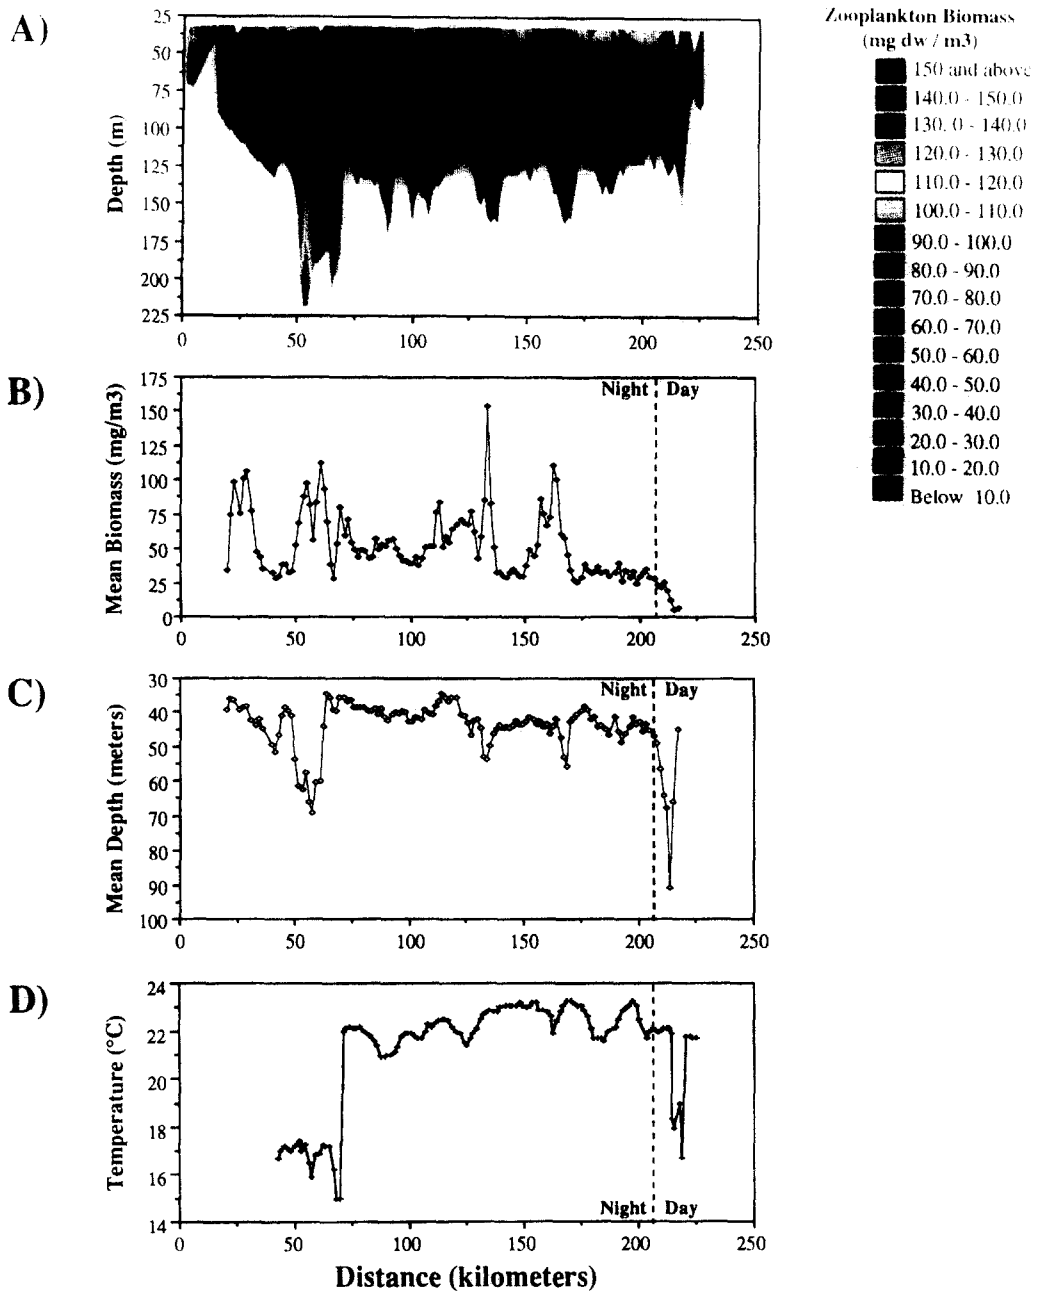 A)
Depth (m)
25
50
75
100
125
150
175
200
225
0 50 100 150 200 250
Zooplankton Biomass
(mg dw / m3)
150 and above
140.0 - 150.0
130. 0 - 140.0
120.0 - 130.0
110.0 - 120.0
100.0 - 110.0
90.0 - 100.0
80.0 - 90.0
70.0 - 80.0
60.0 - 70.0
50.0 - 60.0
40.0 - 50.0
30.0 - 40.0
20.0 - 30.0
10.0 - 20.0
Below 10.0
B)
Mean Biomass (mg/m3)
175
150
125
100
75
50
25
0
Night Day
0 50 100 150 200 250
C)
Mean Depth (meters)
30
40
50
60
70
80
90
100
Night Day
0 50 100 150 200 250
D)
Temperature (°C)
24
22
20
18
16
14
Night Day
0 50 100 150 200 250
Distance (kilometers)